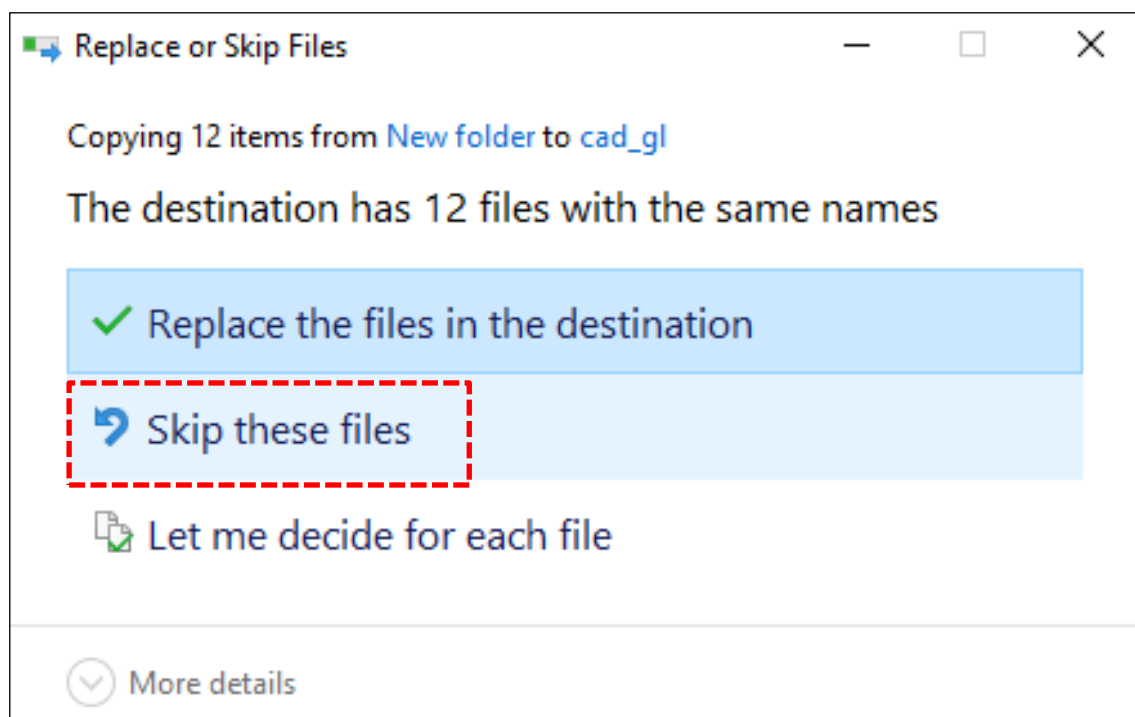 Replace or Skip Files
Copying 12 items from New folder to cad_gl
The destination has 12 files with the same names
Replace the files in the destination
Skip these files
Let me decide for each file
More details